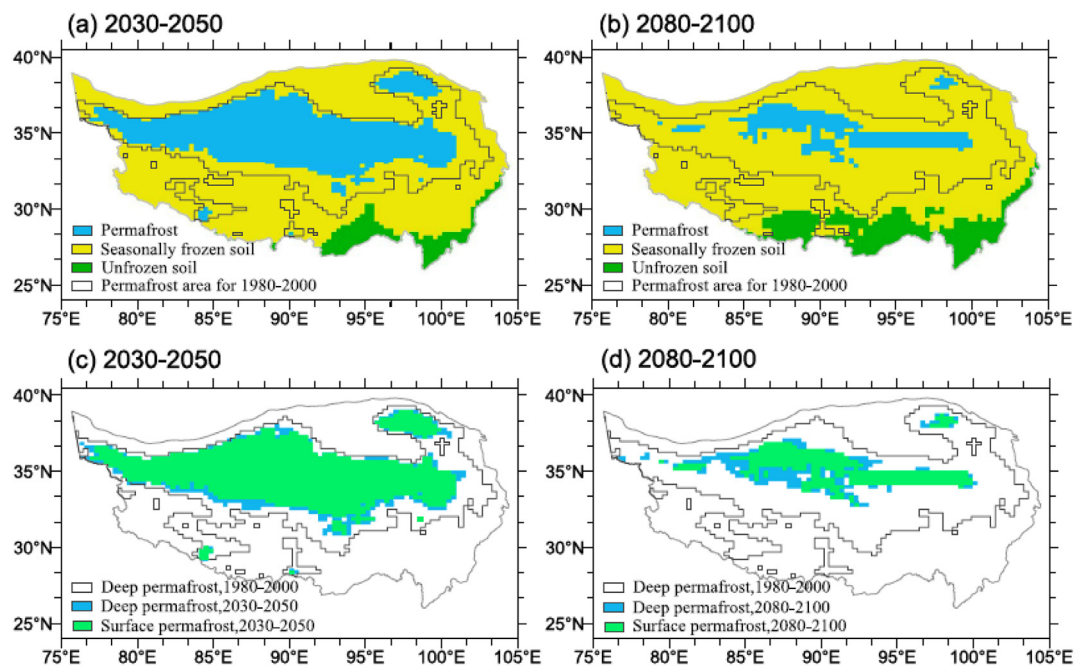 (a) 2030-2050
(b) 2080-2100
40°N
35°N
30°N
25°N
Permafrost
Seasonally frozen soil
Unfrozen soil
Permafrost area for 1980-2000
75°E 80°E 85°E 90°E 95°E 100°E 105°E
40°N
35°N
30°N
25°N
Permafrost
Seasonally frozen soil
Unfrozen soil
Permafrost area for 1980-2000
75°E 80°E 85°E 90°E 95°E 100°E 105°E
(c) 2030-2050
(d) 2080-2100
40°N
35°N
30°N
25°N
Deep permafrost,1980-2000
Deep permafrost,2030-2050
Surface permafrost,2030-2050
75°E 80°E 85°E 90°E 95°E 100°E 105°E
40°N
35°N
30°N
25°N
Deep permafrost,1980-2000
Deep permafrost,2080-2100
Surface permafrost,2080-2100
75°E 80°E 85°E 90°E 95°E 100°E 105°E